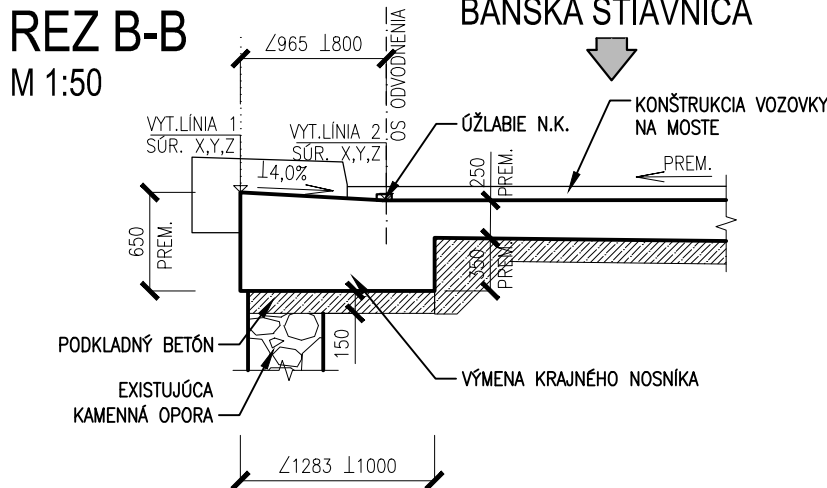 REZ B-B
M 1:50
BANSKÁ ŠTIAVNICA
∠965 ⊥800
OS ODVODNENIA
VYT.LÍNIA 1
SÚR. X,Y,Z
VYT.LÍNIA 2
SÚR. X,Y,Z
ÚŽLABIE N.K.
KONŠTRUKCIA VOZOVKY
NA MOSTE
PREM.
⊥4,0%
250
PREM.
650
PREM.
350
PREM.
PODKLADNÝ BETÓN
150
VÝMENA KRAJNÉHO NOSNÍKA
EXISTUJÚCA
KAMENNÁ OPORA
∠1283 ⊥1000